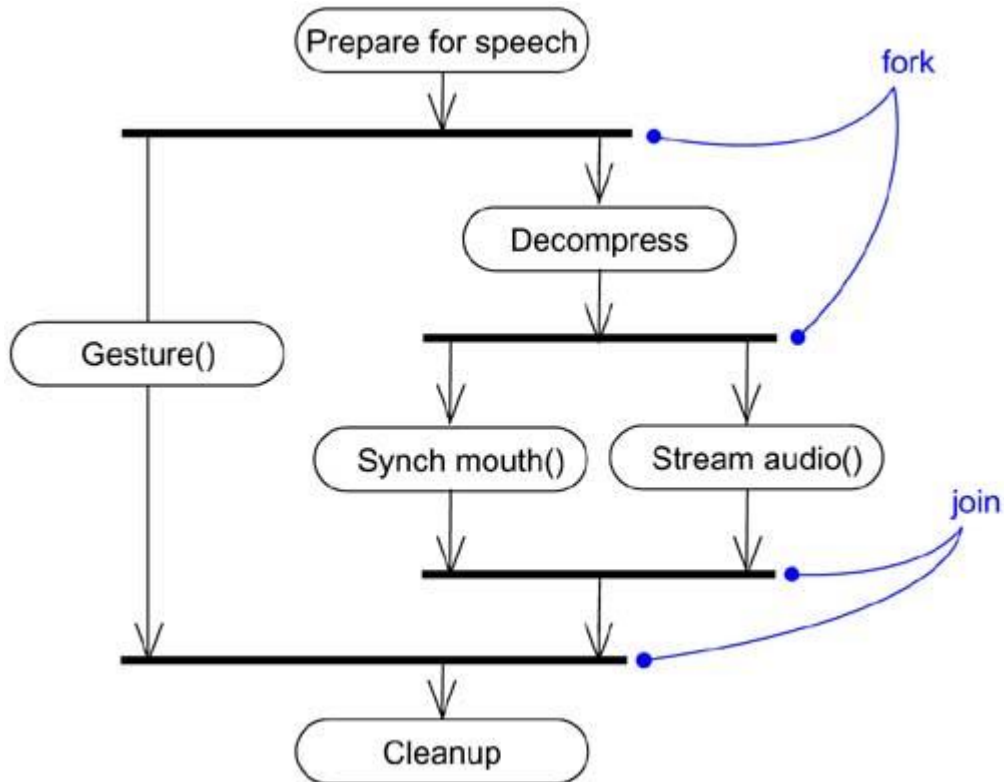 Prepare for speech
fork
Decompress
Gesture()
Synch mouth()
Stream audio()
join
Cleanup